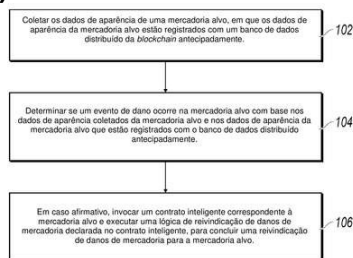 Coletar os dados de aparência de uma mercadoria alvo, em que os dados de
aparência da mercadoria alvo estão registrados com um banco de dados
distribuído da blockchain antecipadamente.
102
Determinar se um evento de dano ocorre na mercadoria alvo com base nos
dados de aparência coletados da mercadoria alvo e nos dados de aparência da
mercadoria alvo que estão registrados com o banco de dados distribuído
antecipadamente.
104
Em caso afirmativo, invocar um contrato inteligente correspondente à
mercadoria alvo e executar uma lógica de reivindicação de danos de
mercadoria declarada no contrato inteligente, para concluir uma reivindicação
de danos de mercadoria para a mercadoria alvo.
106